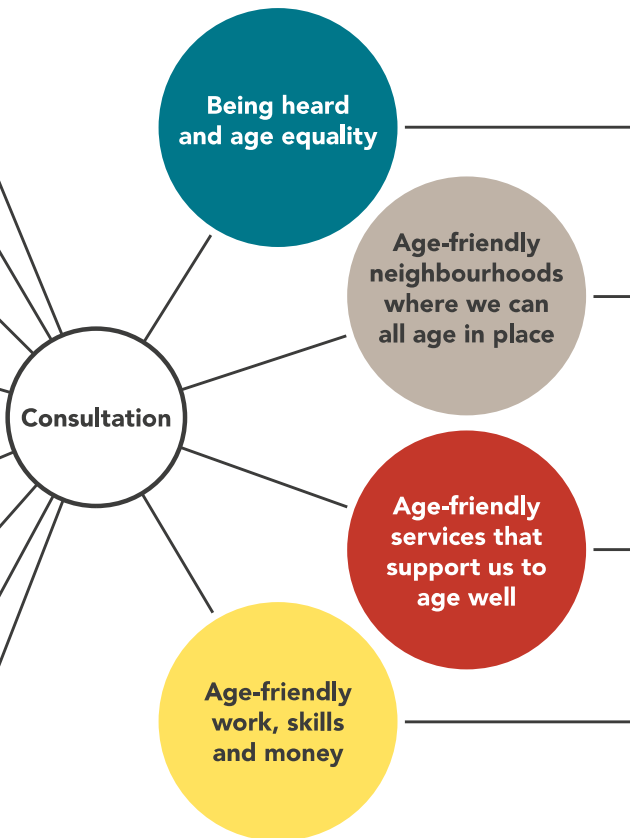 Being heard
and age equality
Age-friendly
neighbourhoods
where we can
all age in place
Consultation
Age-friendly
services that
support us to
age well
Age-friendly
work, skills
and money